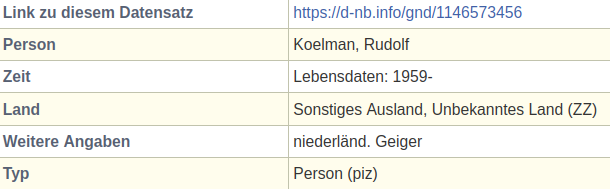 Link zu diesem Datensatz https://d-nb.info/gnd/1146573456
Person Koelman, Rudolf
Zeit Lebensdaten: 1959-
Land Sonstiges Ausland, Unbekanntes Land (ZZ)
Weitere Angaben niederländ. Geiger
Typ Person (piz)